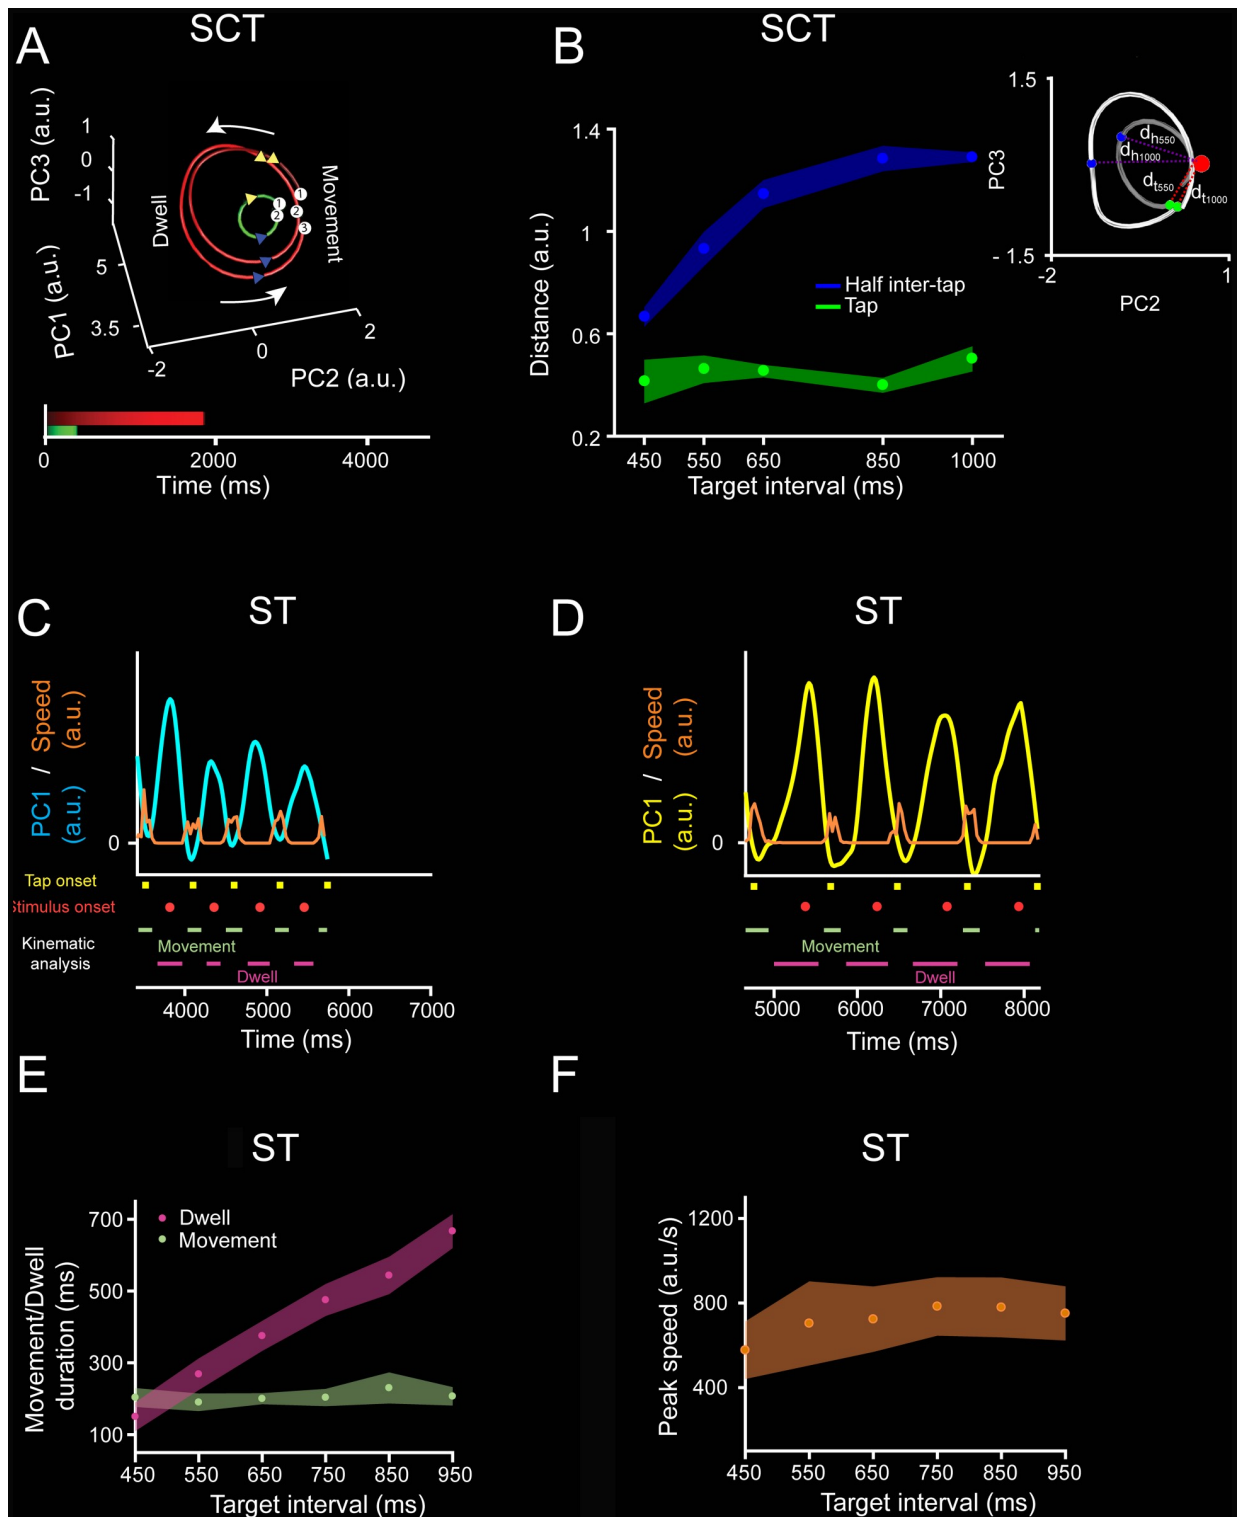 A
SCT
PC3 (a.u.)
1
0
-1
PC1 (a.u.)
5
3.5
-2
0
2
PC2 (a.u.)
Dwell
Movement
1
2
1
2
3
0
2000
4000
Time (ms)
B
SCT
Distance (a.u.)
1.4
1
0.6
0.2
450
550
650
850
1000
Target interval (ms)
Half inter-tap
Tap
1.5
PC3
- 1.5
-2
1
PC2
dh550
dh1000
dt550
dt1000
C
ST
PC1 / Speed
(a.u.) (a.u.)
0
Tap onset
Stimulus onset
Kinematic
analysis
Movement
Dwell
4000
5000
6000
7000
Time (ms)
D
ST
PC1 / Speed
(a.u.) (a.u.)
0
Movement
Dwell
5000
6000
7000
8000
Time (ms)
E
ST
Movement/Dwell
duration (ms)
700
500
300
100
Dwell
Movement
450
550
650
750
850
950
Target interval (ms)
F
ST
Peak speed (a.u./s)
1200
800
400
450
550
650
750
850
950
Target interval (ms)